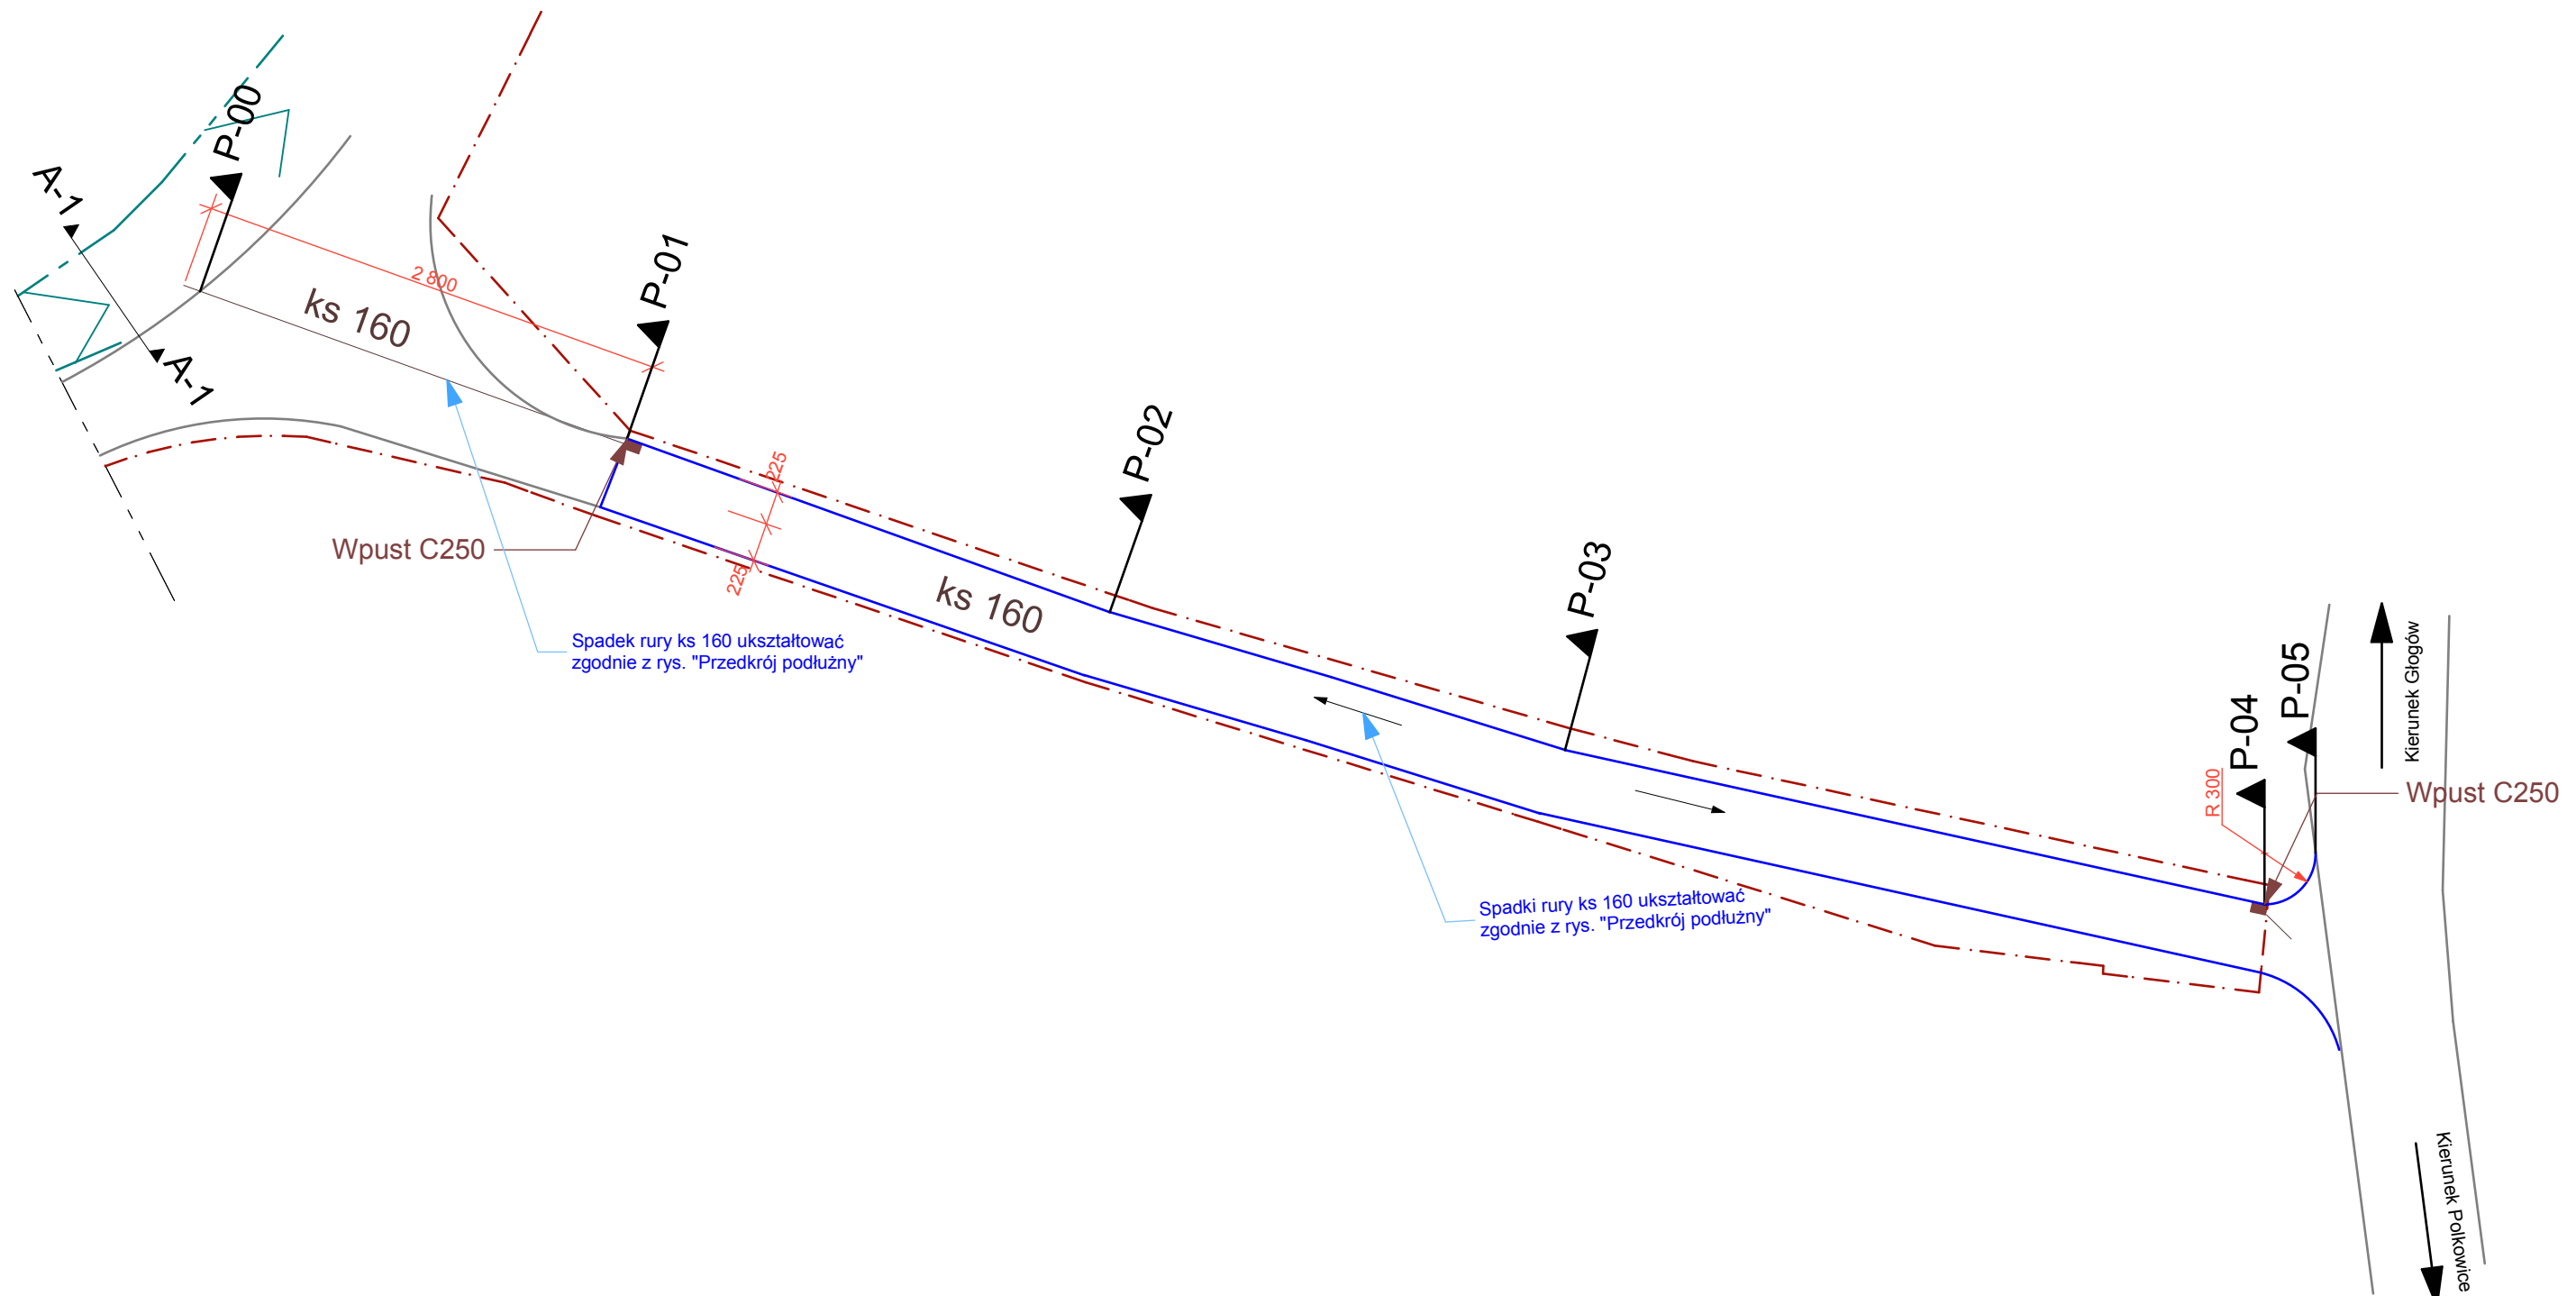 P-00
A-1
A-1
2 800
ks 160
P-01
P-02
P-03
P-04
P-05
225
225
Wpust C250
ks 160
Spadek rury ks 160 ukształtować
zgodnie z rys. "Przedkrój podłużny"
Spadki rury ks 160 ukształtować
zgodnie z rys. "Przedkrój podłużny"
R 300
Kierunek Głogów
Wpust C250
Kierunek Polkowice